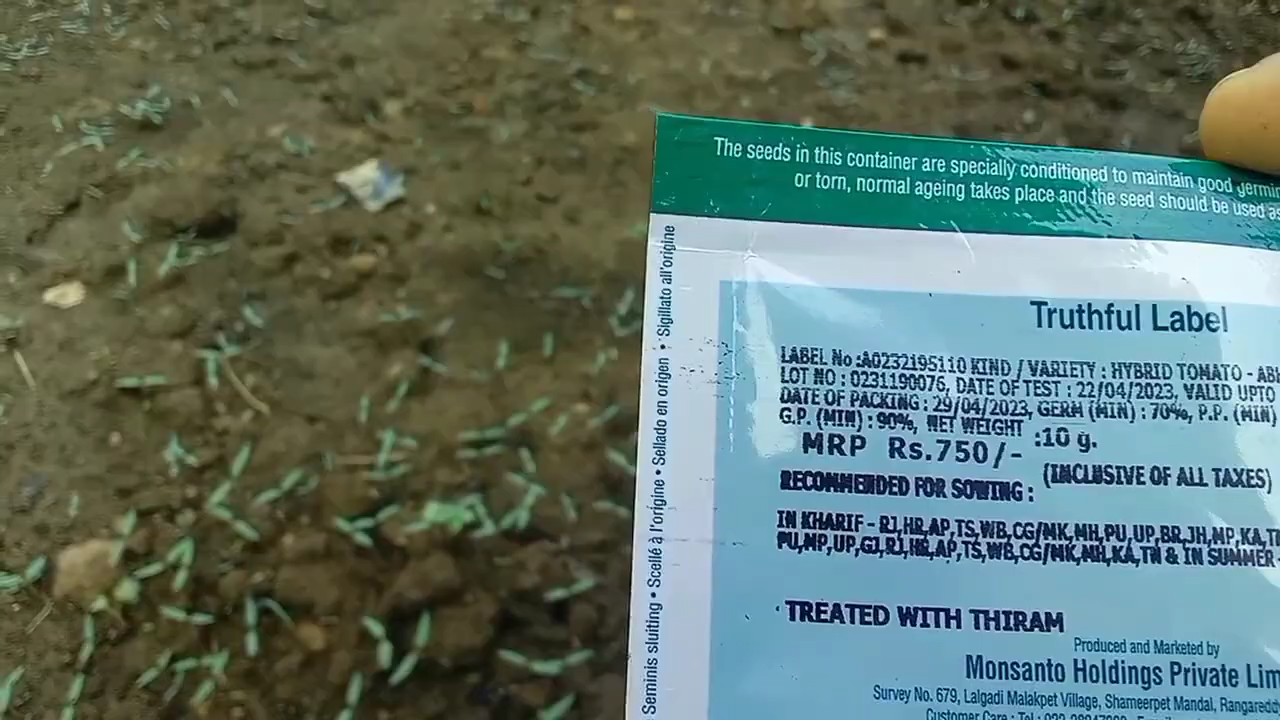 The seeds in this container are specially conditioned to maintain good
or torn, normal ageing takes place and the seed should be used
Seminis sluiting • Scellé à l'origine • Sellado en origen • Sigillato all'origine
Truthful Label
LABEL No :A0232195110 KIND / VARIETY : HYBRID TOMATO -
LOT NO : 0231190076, DATE OF TEST : 22/04/2023, VALID UPTO
DATE OF PACKING : 29/04/2023, GERM (MIN) : 70%, P.P. (MIN)
G.P. (MIN) : 90%, NET WEIGHT :10 g.
MRP Rs.750/- (INCLUSIVE OF ALL TAXES)
RECOMMENDED FOR SOWING :
IN KHARIF - RJ,HR,AP,TS,WB,CG/MK,MH,PU,UP,BR,JH,MP,KA,
PU,MP,UP,GJ,RJ,HR,AP,TS,WB,CG/MK,MH,KA,TN & IN SUMMER
TREATED WITH THIRAM
Produced and Marketed by
Monsanto Holdings Private
Survey No. 679, Lalgadi Malakpet Village, Shameerpet Mandal,
Customer Care : Tel :